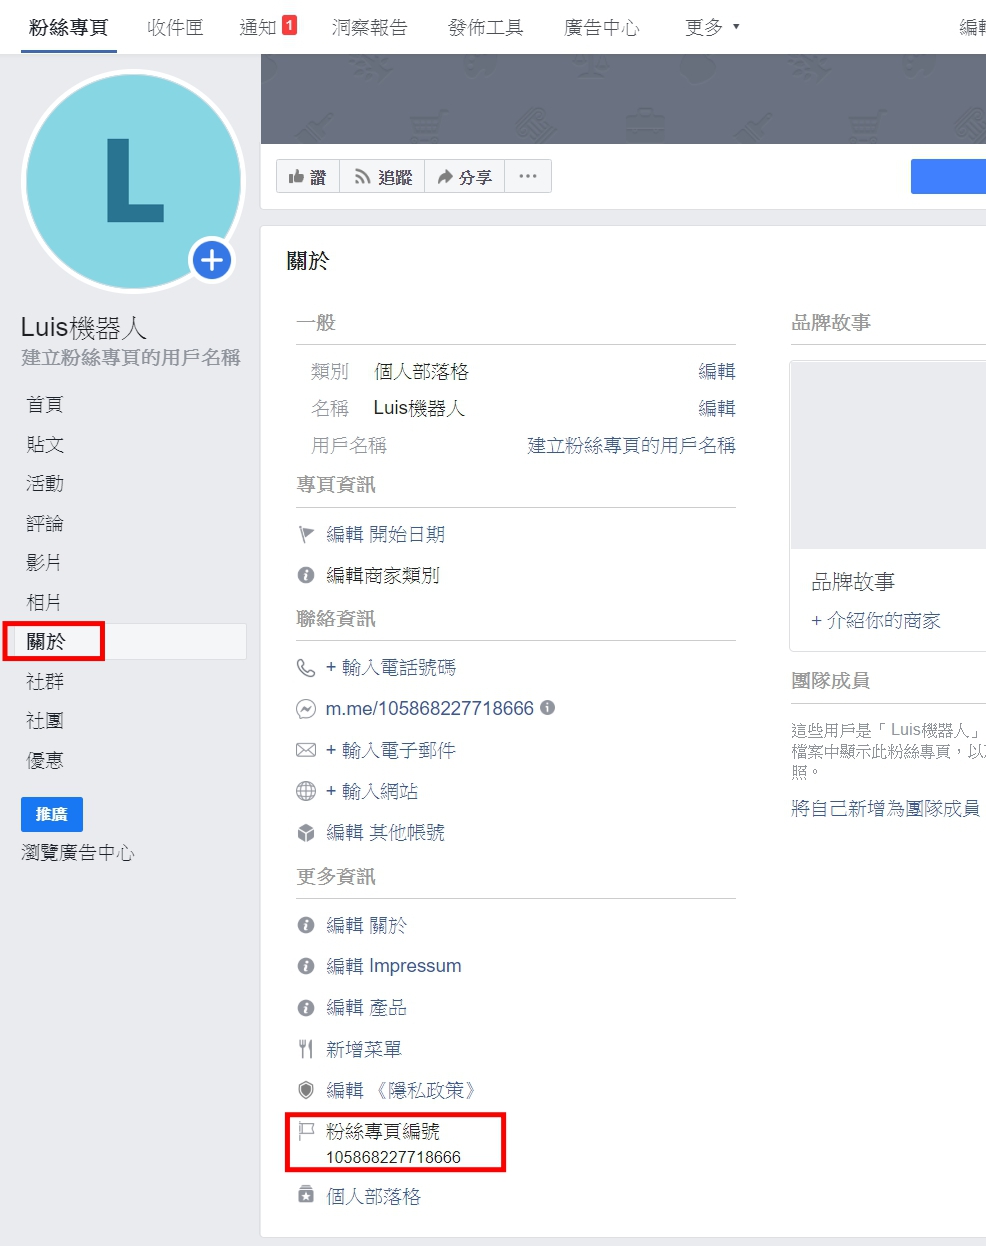 粉絲專頁 收件匣 通知 1 洞察報告 發佈工具 廣告中心 更多 編輯
L
讚 追蹤 分享
Luis機器人
建立粉絲專頁的用戶名稱
首頁
貼文
活動
評論
影片
相片
關於
社群
社團
優惠
推廣
瀏覽廣告中心
關於
一般
類別 個人部落格 編輯
名稱 Luis機器人 編輯
用戶名稱 建立粉絲專頁的用戶名稱
專頁資訊
編輯 開始日期
編輯商家類別
聯絡資訊
+ 輸入電話號碼
m.me/105868227718666
+ 輸入電子郵件
+ 輸入網站
編輯 其他帳號
更多資訊
編輯 關於
編輯 Impressum
編輯 產品
新增菜單
編輯 《隱私政策》
粉絲專頁編號
105868227718666
個人部落格
品牌故事
品牌故事
+ 介紹你的商家
團隊成員
這些用戶是「 Luis機器人」
檔案中顯示此粉絲專頁，以
照。
將自己新增為團隊成員